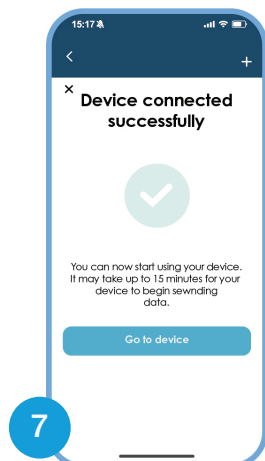 15:17
Device connected
successfully
You can now start using your device.
It may take up to 15 minutes for your
device to begin sewnding
data.
Go to device
7